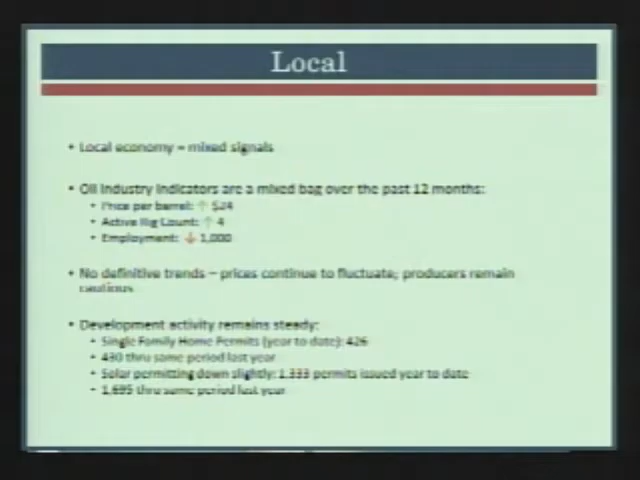 Local
• Local economy – mixed signals
• Oil Industry Indicators are a mixed bag over the past 12 months:
• Price per barrel: ↑ $24
• Active Rig Count: ↑ 4
• Employment: ↓ 1,000
• No definitive trends – prices continue to fluctuate; producers remain
cautious
• Development activity remains steady:
• Single Family Home Permits (year to date): 426
• 430 thru same period last year
• Solar permitting down slightly: 1,333 permits issued year to date
• 1,695 thru same period last year